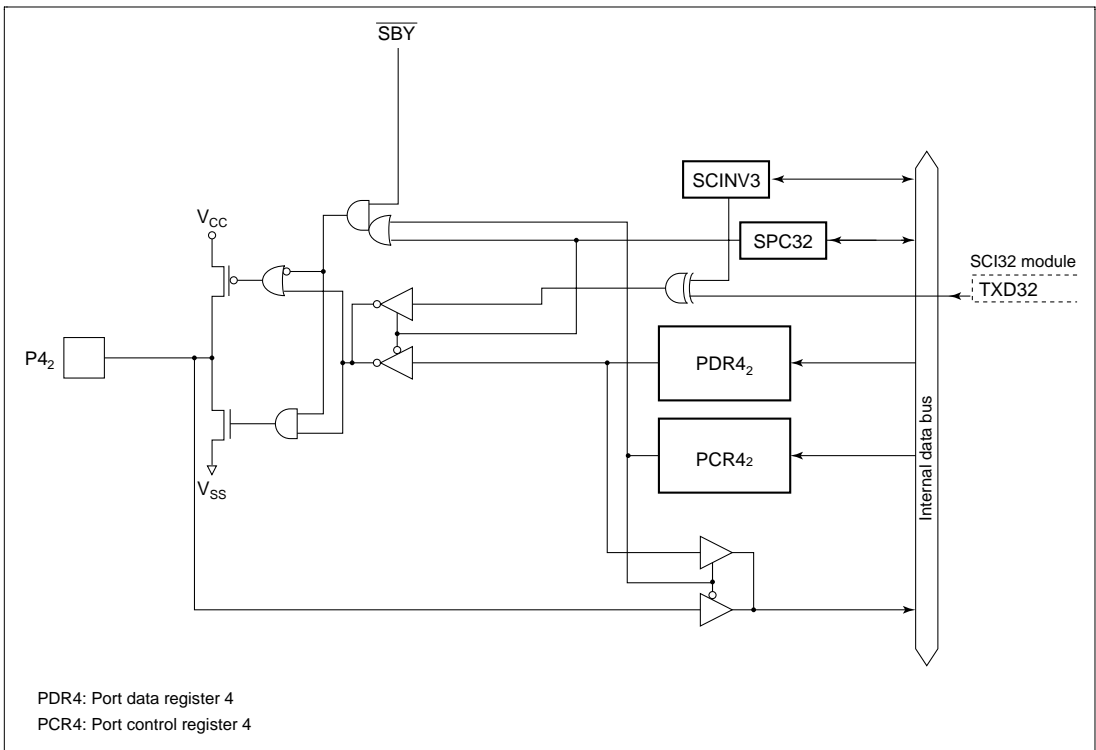 SBY
SCINV3
VCC
SPC32
SCI32 module
TXD32
P42
PDR42
PCR42
VSS
Internal data bus
PDR4: Port data register 4
PCR4: Port control register 4